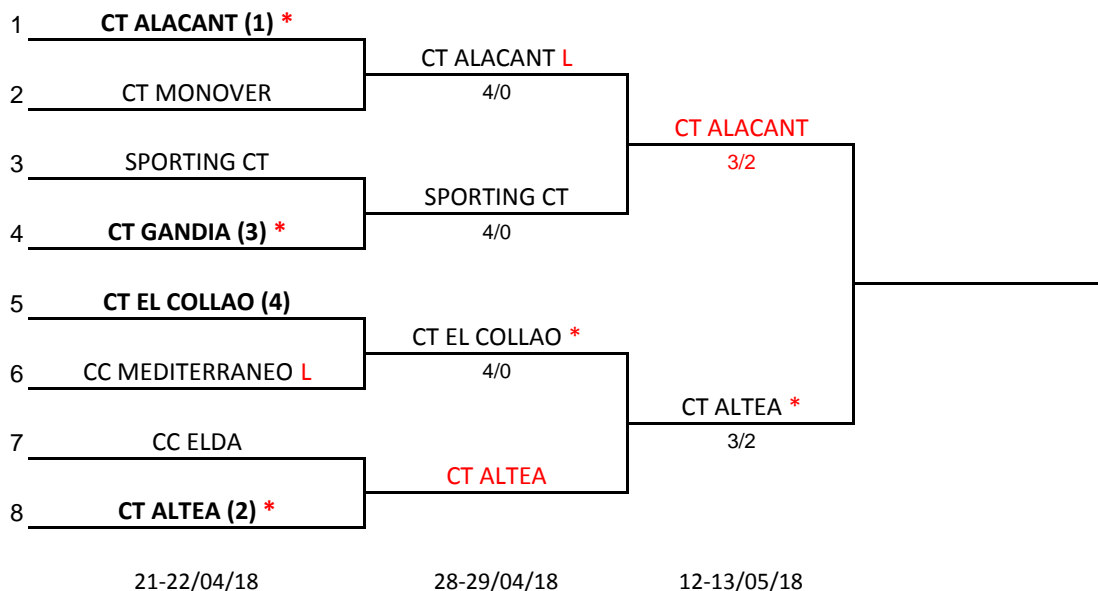 1 CT ALACANT (1) *
CT ALACANT L
2 CT MONOVER
4/0
CT ALACANT
3 SPORTING CT
3/2
SPORTING CT
4 CT GANDIA (3) *
4/0
5 CT EL COLLAO (4)
CT EL COLLAO *
6 CC MEDITERRANEO L
4/0
CT ALTEA *
7 CC ELDA
3/2
CT ALTEA
8 CT ALTEA (2) *
21-22/04/18 28-29/04/18 12-13/05/18